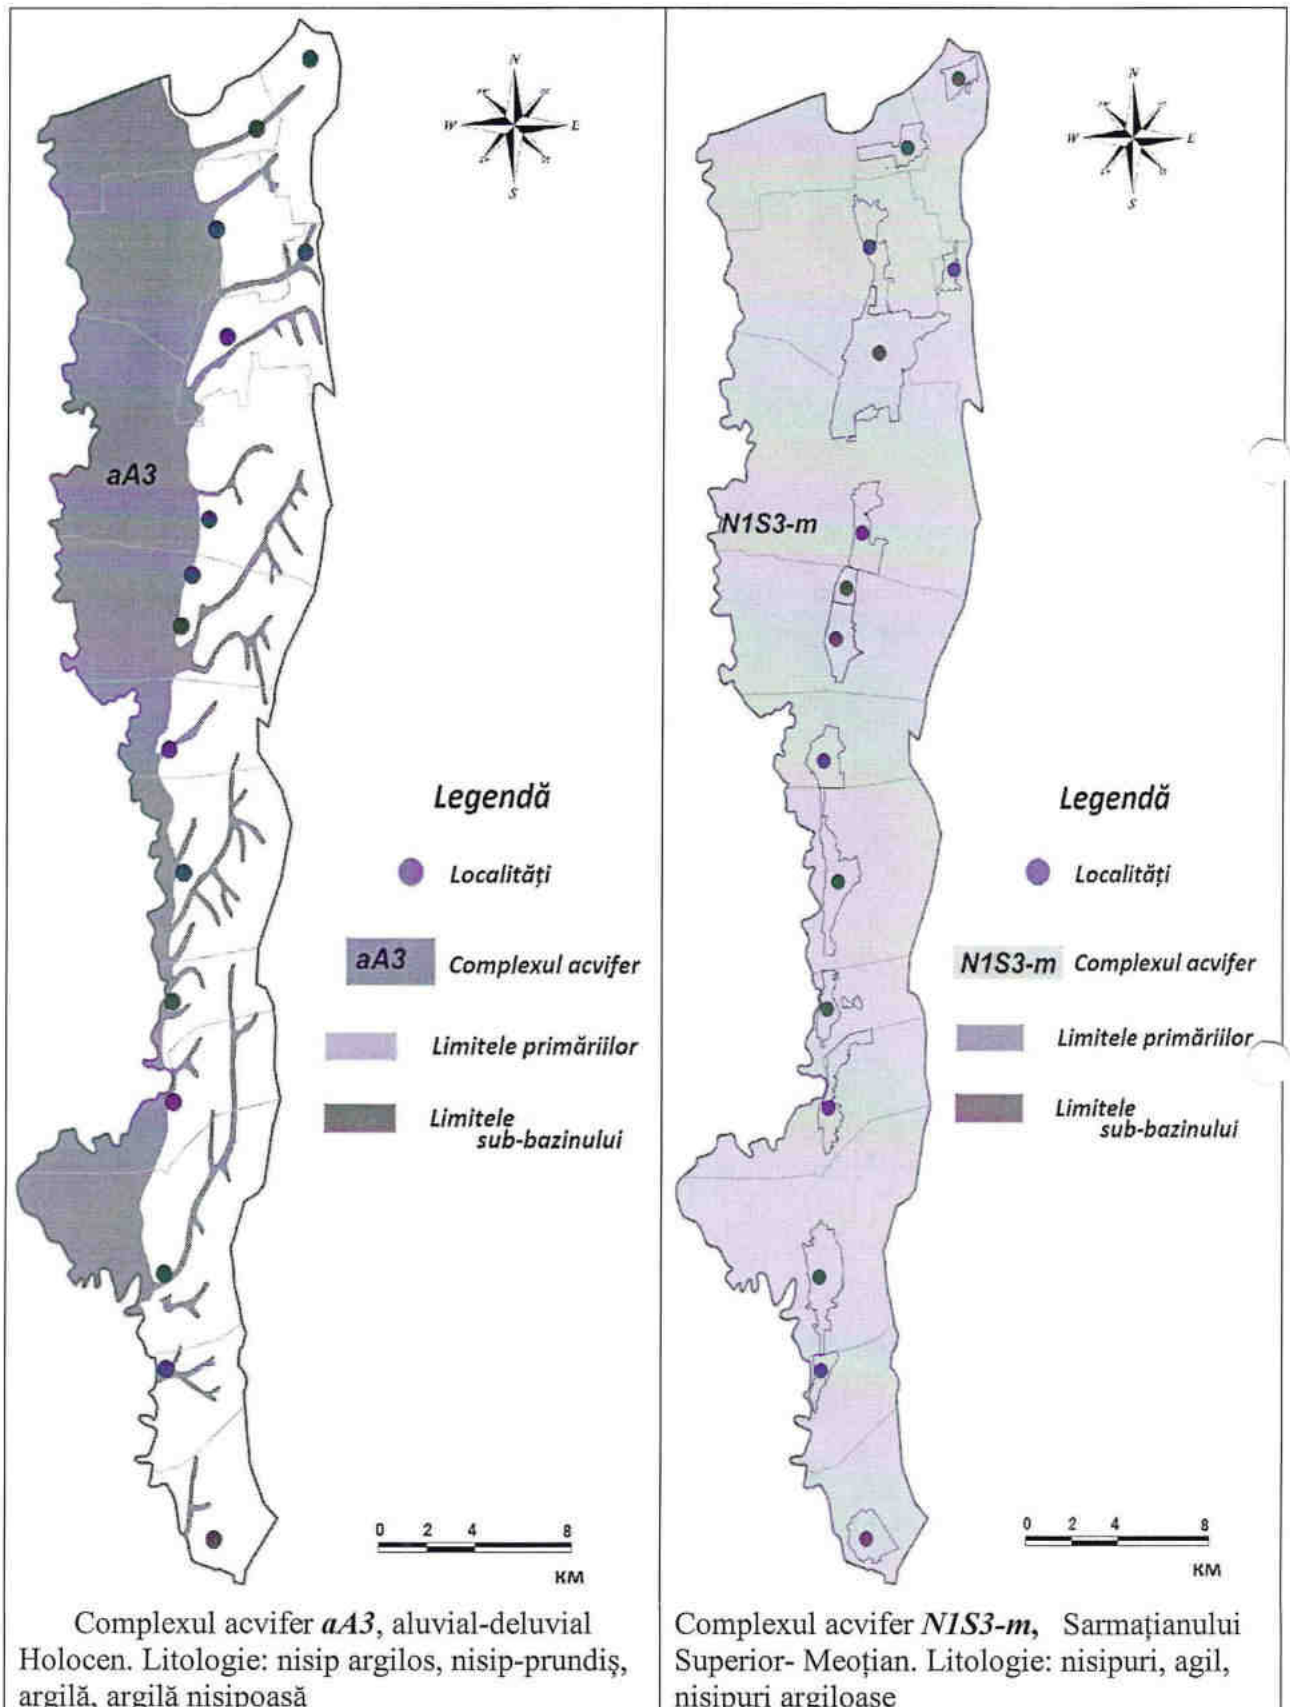 N
W
E
S
aA3
Legendă
Localități
aA3 Complexul acvifer
Limitele primăriilor
Limitele
sub-bazinului
0 2 4 8
KM
Complexul acvifer aA3, aluvial-deluvial
Holocen. Litologie: nisip argilos, nisip-prundiş,
argilă, argilă nisipoasă
N
W
E
S
N1S3-m
Legendă
Localități
N1S3-m Complexul acvifer
Limitele primăriilor
Limitele
sub-bazinului
0 2 4 8
KM
Complexul acvifer N1S3-m, Sarmațianului
Superior- Meoțian. Litologie: nisipuri, agil,
nisipuri argiloase